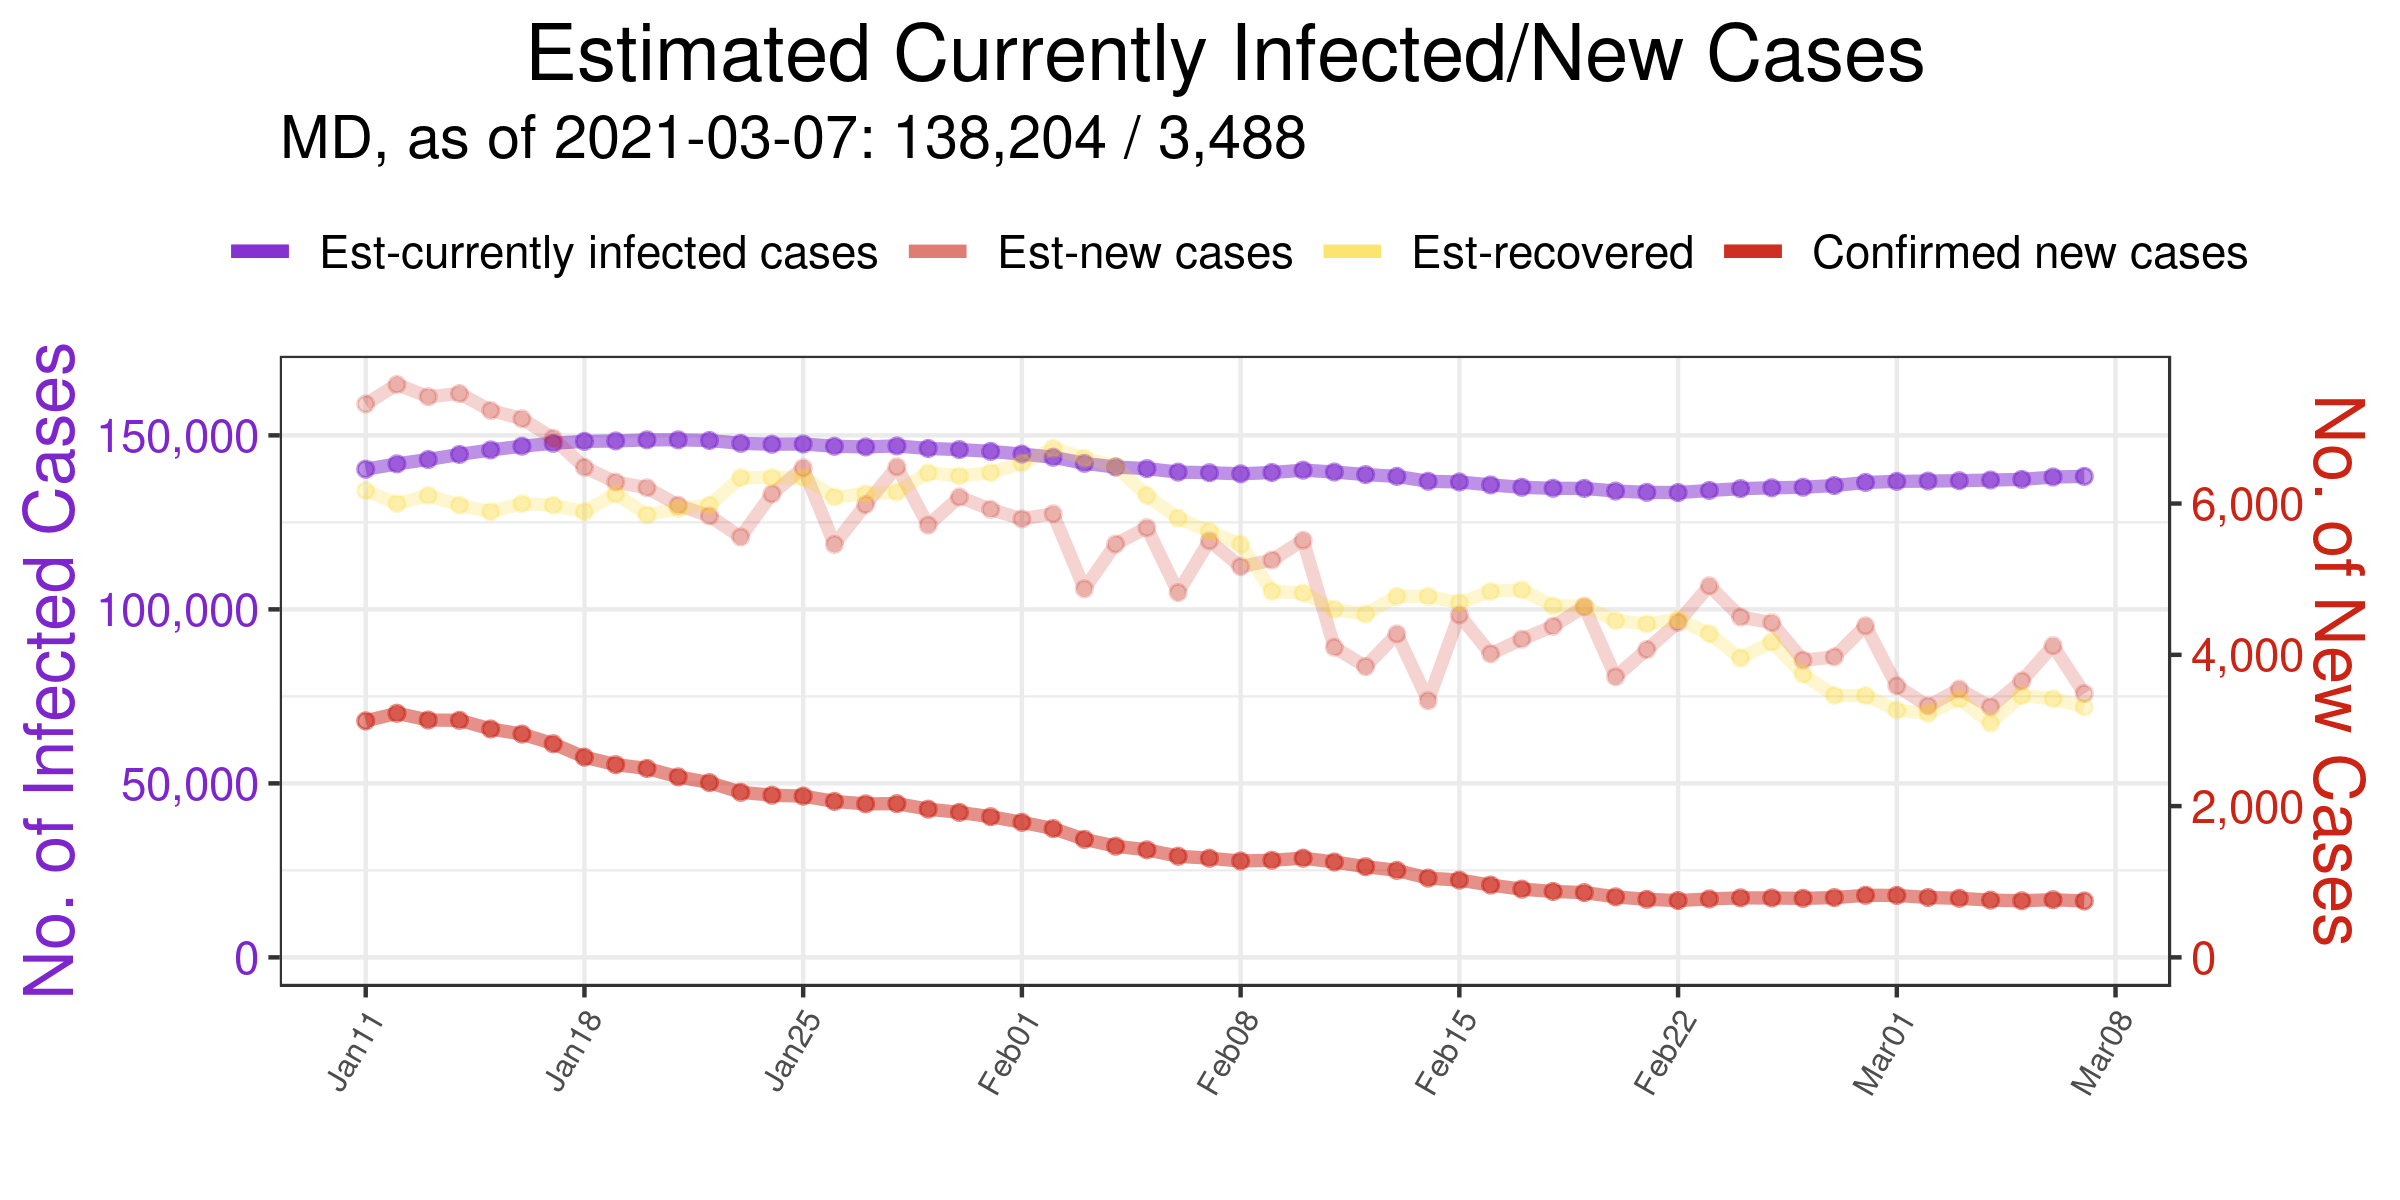 Estimated Currently Infected/New Cases
MD, as of 2021-03-07: 138,204 / 3,488
Est-currently infected cases Est-new cases Est-recovered Confirmed new cases
No. of Infected Cases
150,000
100,000
50,000
0
6,000
4,000
2,000
0
No. of New Cases
Jan11 Jan18 Jan25 Feb01 Feb08 Feb15 Feb22 Mar01 Mar08